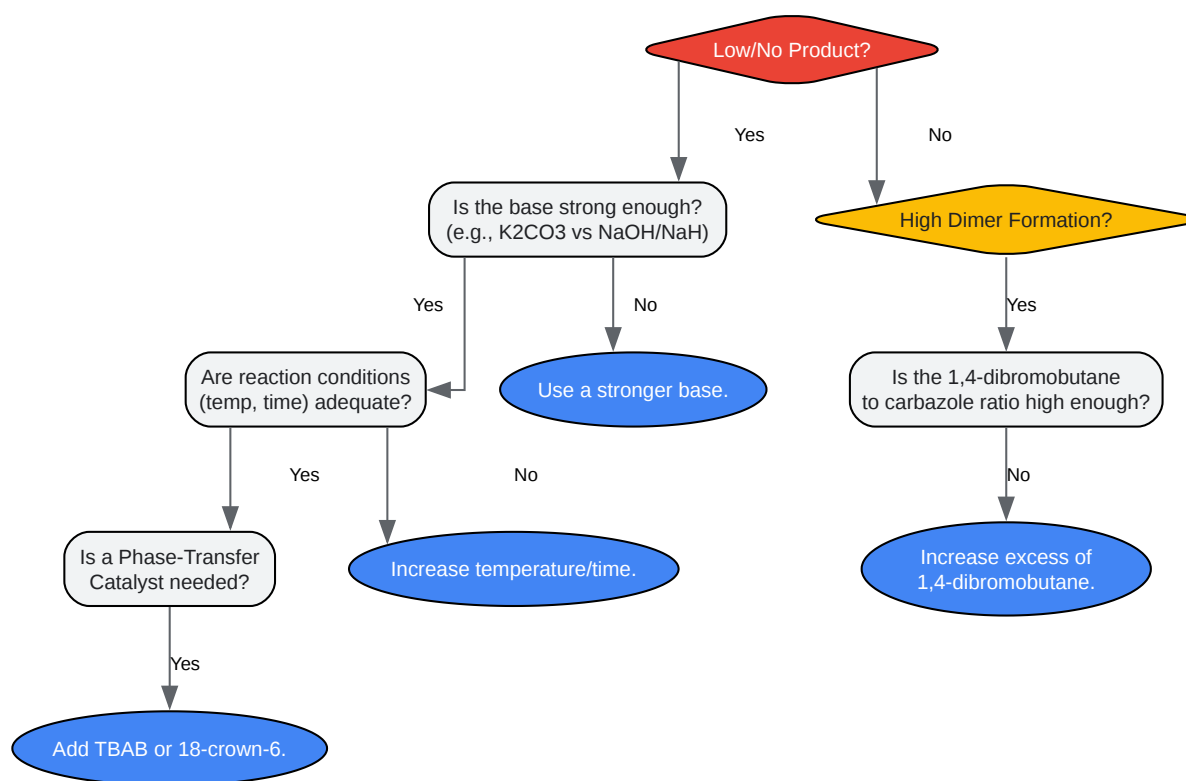 Low/No Product?
Yes
No
Is the base strong enough?
(e.g., K2CO3 vs NaOH/NaH)
High Dimer Formation?
Yes
No
Yes
Are reaction conditions
(temp, time) adequate?
Use a stronger base.
Is the 1,4-dibromobutane
to carbazole ratio high enough?
Yes
No
No
Is a Phase-Transfer
Catalyst needed?
Increase temperature/time.
Increase excess of
1,4-dibromobutane.
Yes
Add TBAB or 18-crown-6.